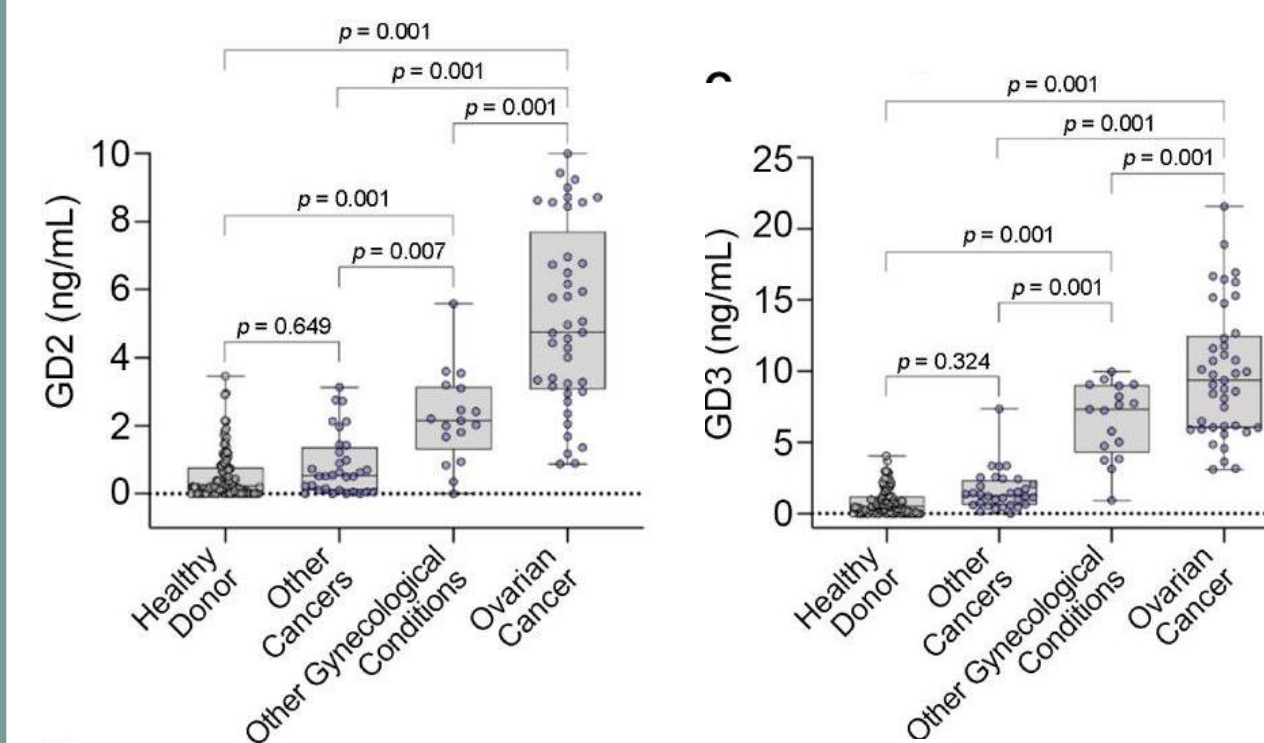 p = 0.001
p = 0.001
p = 0.001
p = 0.001
p = 0.007
p = 0.649
GD2 (ng/mL)
10
8
6
4
2
0
Healthy
Donor
Other
Cancers
Other Gynecological
Conditions
Ovarian
Cancer
p = 0.001
p = 0.001
p = 0.001
p = 0.001
p = 0.001
p = 0.324
GD3 (ng/mL)
25
20
15
10
5
0
Healthy
Donor
Other
Cancers
Other Gynecological
Conditions
Ovarian
Cancer